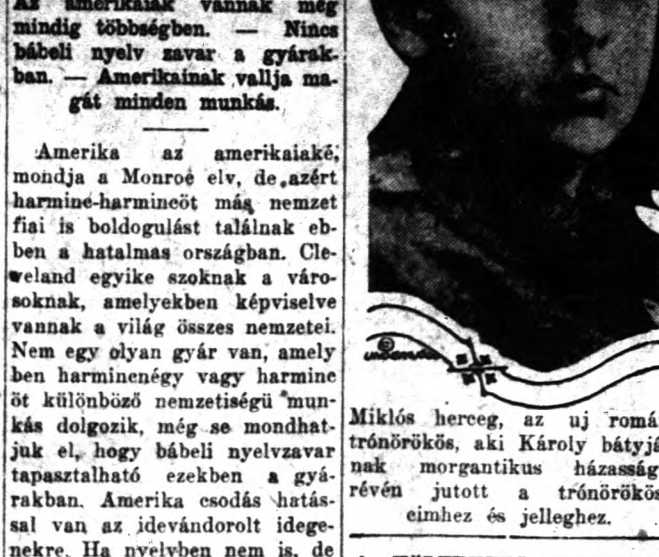 Az amerikaiak vannak még
mindig többségben. — Nincs
bábeli nyelv zavar a gyárak-
ban. — Amerikainak vallja ma-
gát minden munkás.
Amerika az amerikaiaké,
mondja a Monroe elv, de azért
harminc-harmincöt más nemzet
fiai is boldogulást találnak eb-
ben a hatalmas országban. Cle-
veland egyike szoknak a váro-
soknak, amelyekben képviselve
vannak a világ összes nemzetei.
Nem egy olyan gyár van, amely
ben harmincnégy vagy harminc
öt különböző nemzetiségü mun-
kás dolgozik, még se mondhat-
juk el, hogy bábeli nyelvzavar
tapasztalható ezekben a gyá-
rakban. Amerika csodás hatás-
sal van az idevándorolt idege-
nekre. Ha nyelvben nem is, de
Miklós herceg, az uj romá
trónörökös, aki Károly bátyjá
nak morgantikus házasság
révén jutott a trónörökös
cimhez és jelleghez.